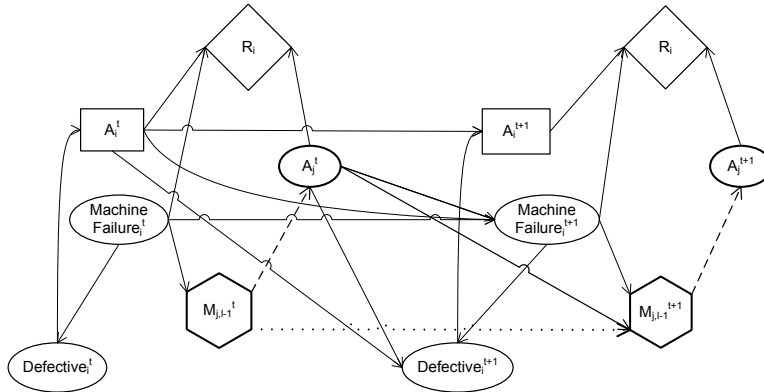 R_i
R_i
A_i^t
A_i^{t+1}
A_j^t
A_j^{t+1}
Machine
Failure_i^t
Machine
Failure_i^{t+1}
M_{j,l-1}^t
M_{j,l-1}^{t+1}
Defective_i^t
Defective_i^{t+1}